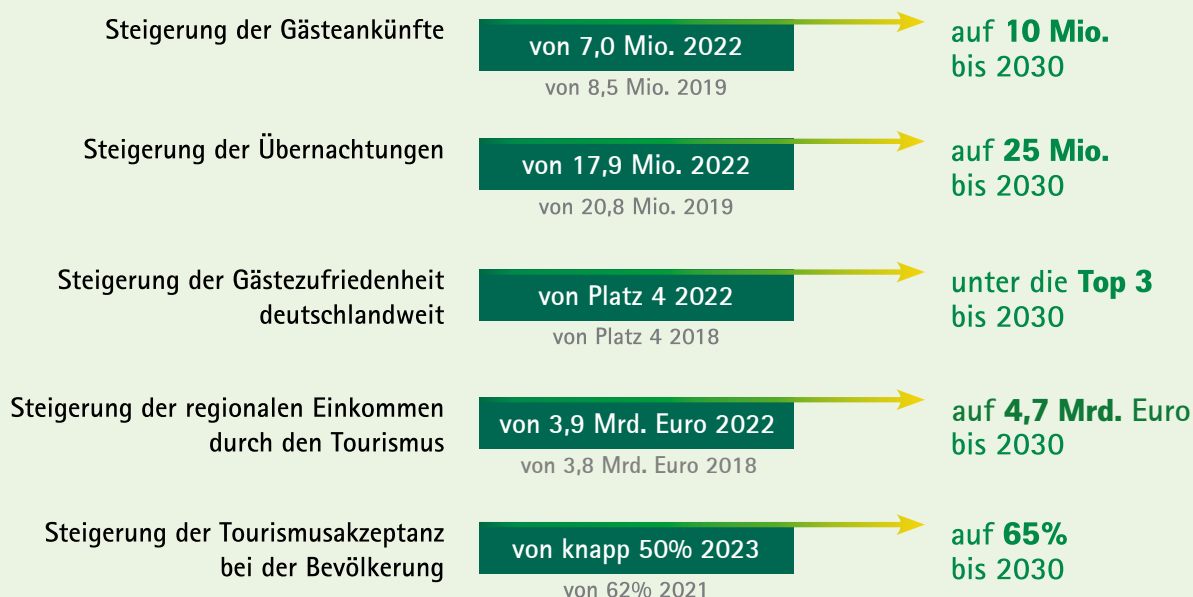 Steigerung der Gästeankünfte
von 7,0 Mio. 2022
von 8,5 Mio. 2019
auf 10 Mio.
bis 2030
Steigerung der Übernachtungen
von 17,9 Mio. 2022
von 20,8 Mio. 2019
auf 25 Mio.
bis 2030
Steigerung der Gästezufriedenheit
deutschlandweit
von Platz 4 2022
von Platz 4 2018
unter die Top 3
bis 2030
Steigerung der regionalen Einkommen
durch den Tourismus
von 3,9 Mrd. Euro 2022
von 3,8 Mrd. Euro 2018
auf 4,7 Mrd. Euro
bis 2030
Steigerung der Tourismusakzeptanz
bei der Bevölkerung
von knapp 50% 2023
von 62% 2021
auf 65%
bis 2030